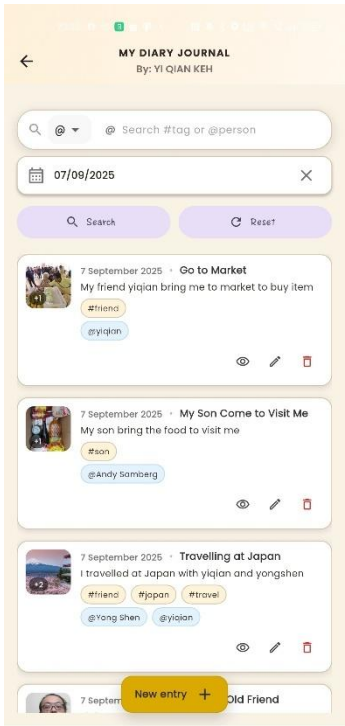 MY DIARY JOURNAL
By: YI QIAN KEH
@
@ Search #tag or @person
07/09/2025
Search
Reset
7 September 2025 • Go to Market
+1
My friend yiqian bring me to market to buy item
#friend
@yiqian
7 September 2025 • My Son Come to Visit Me
My son bring the food to visit me
#son
@Andy Samberg
7 September 2025 • Travelling at Japan
+2
I travelled at Japan with yiqian and yongshen
#friend #japan #travel
@Yong Shen @yiqian
7 Septem
Old Friend
New entry +